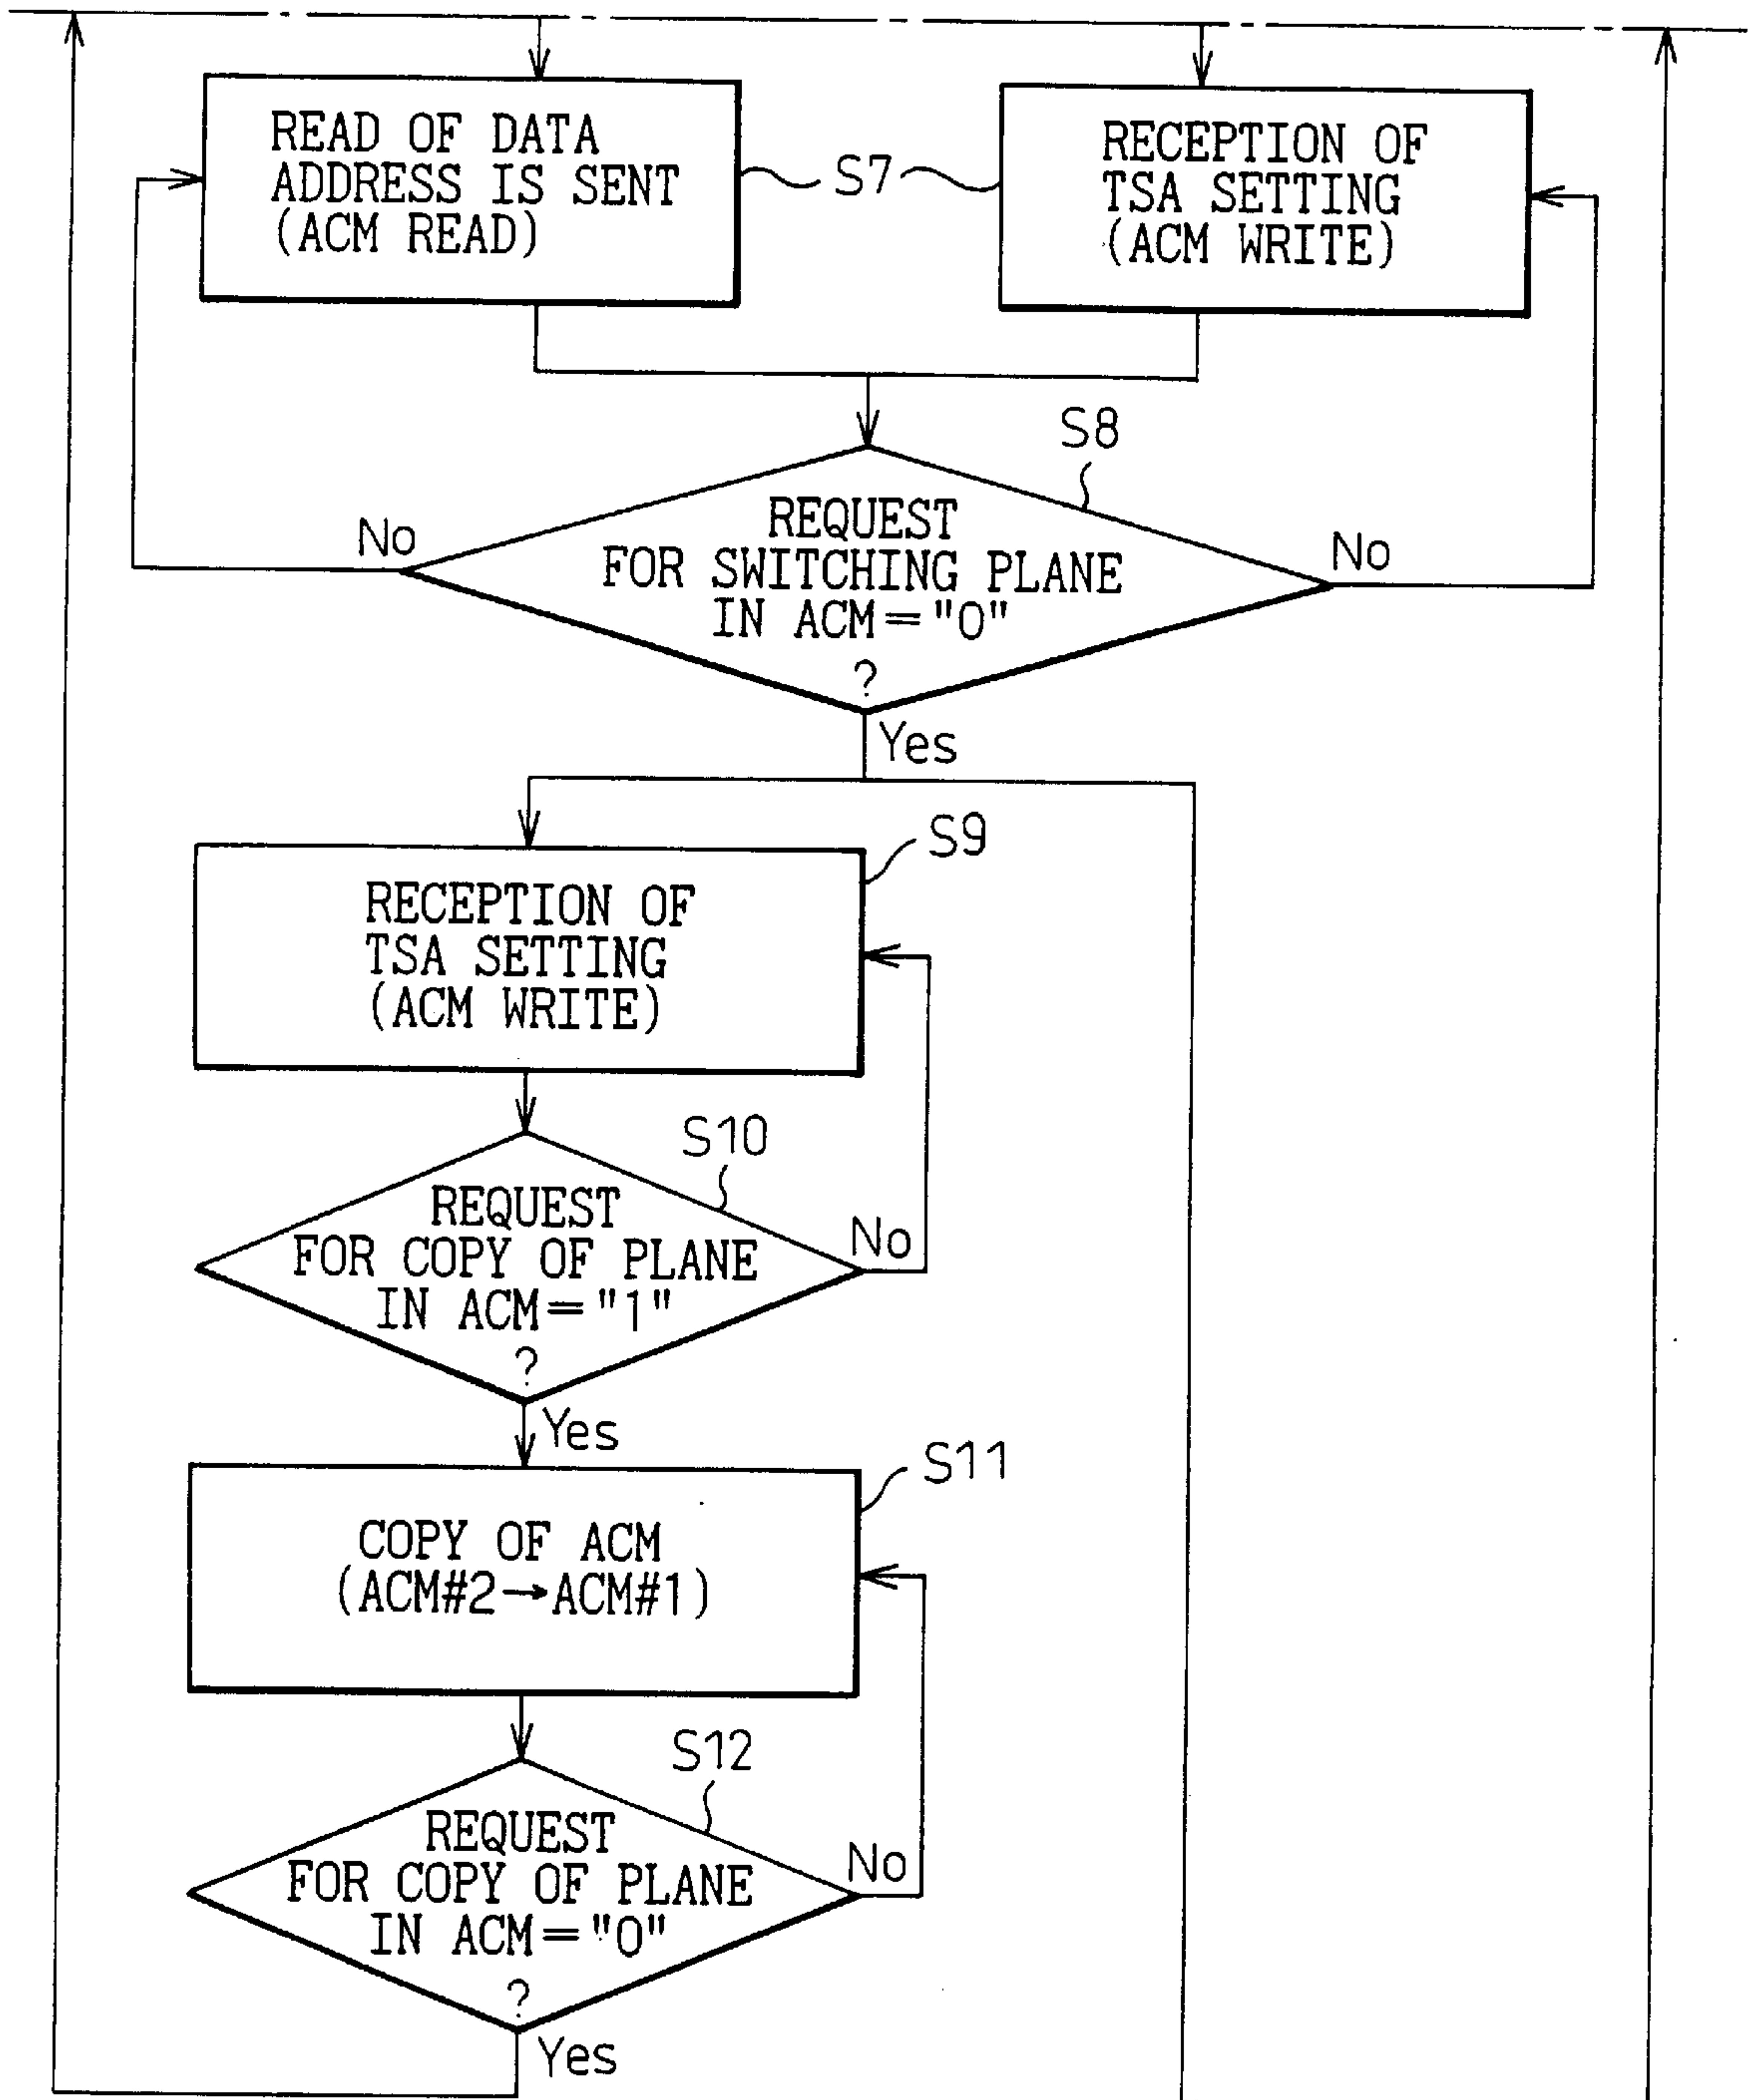 READ OF DATA
ADDRESS IS SENT
(ACM READ)
S7
RECEPTION OF
TSA SETTING
(ACM WRITE)
S8
REQUEST
FOR SWITCHING PLANE
IN ACM="0"
?
No
No
Yes
S9
RECEPTION OF
TSA SETTING
(ACM WRITE)
S10
REQUEST
FOR COPY OF PLANE
IN ACM="1"
?
No
Yes
S11
COPY OF ACM
(ACM#2→ACM#1)
S12
REQUEST
FOR COPY OF PLANE
IN ACM="0"
?
No
Yes